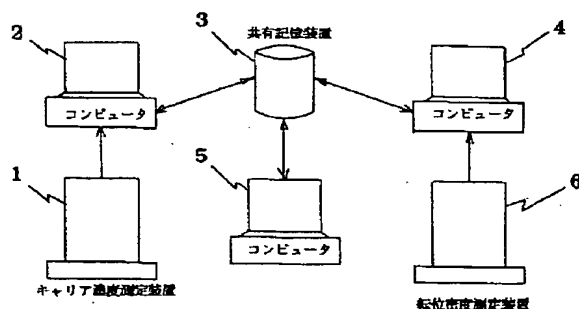 2
3
共有記憶装置
4
コンピュータ
コンピュータ
1
5
6
コンピュータ
キャリア濃度測定装置
転位密度測定装置